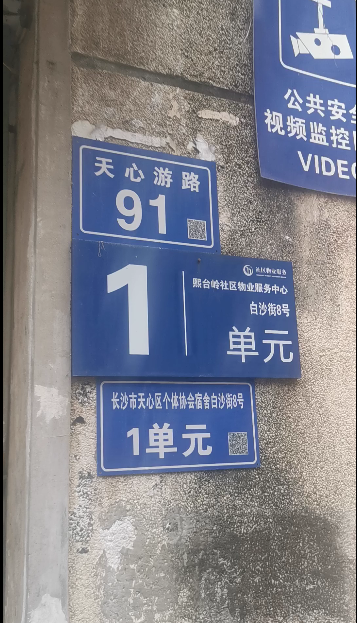 公共安全
视频监控
VIDEO
天心游路
91
社区物业服务
熙台岭社区物业服务中心
白沙街8号
1
单元
长沙市天心区个体协会宿舍白沙街8号
1单元